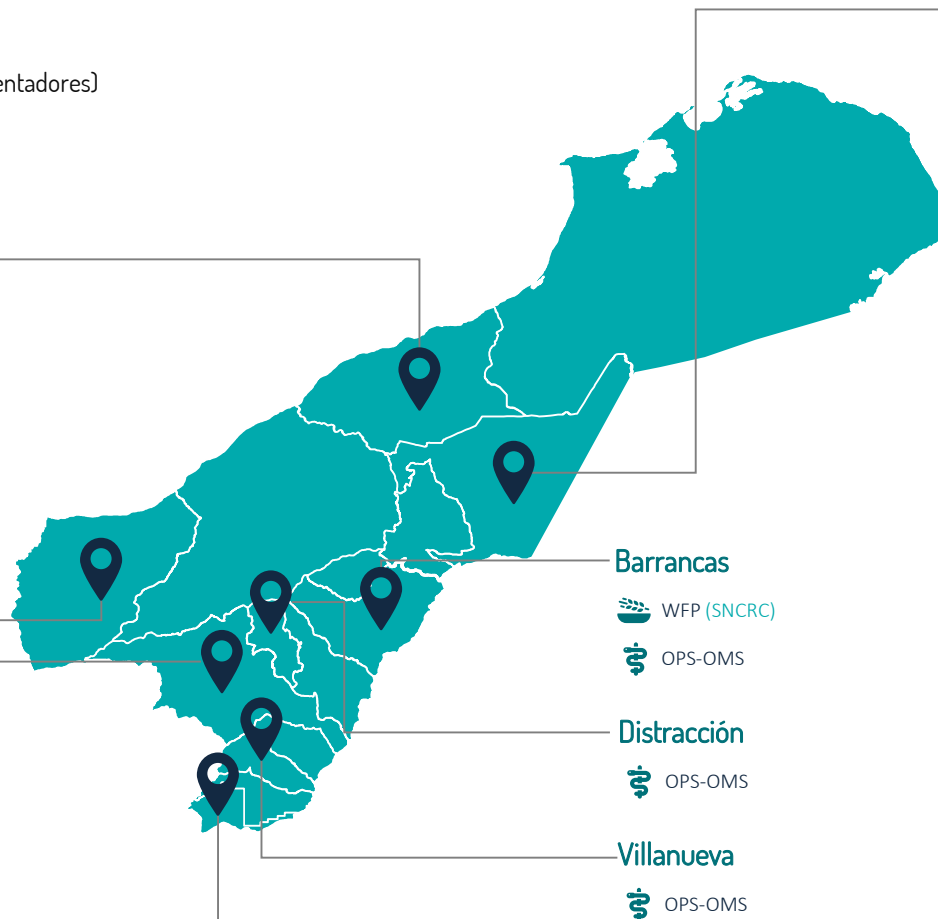 entadores)
Barrancas
WFP (SNCRC)
OPS-OMS
Distracción
OPS-OMS
Villanueva
OPS-OMS